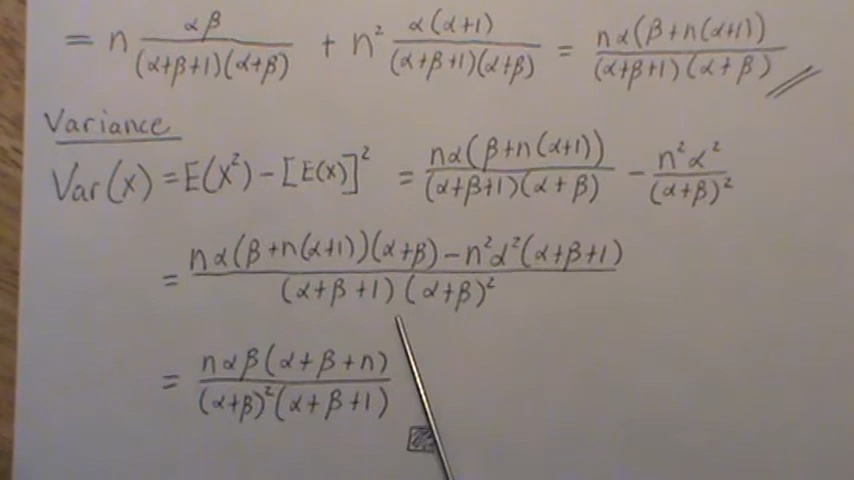 = n αβ/((α+β+1)(α+β)) + n² α(α+1)/((α+β+1)(α+β)) = nα(β+n(α+1))/((α+β+1)(α+β)) //
Variance
Var(X) = E(X²) - [E(X)]² = nα(β+n(α+1))/((α+β+1)(α+β)) - n²α²/(α+β)²
= nα(β+n(α+1))(α+β) - n²α²(α+β+1)/((α+β+1)(α+β)²)
= nαβ(α+β+n)/((α+β)²(α+β+1))